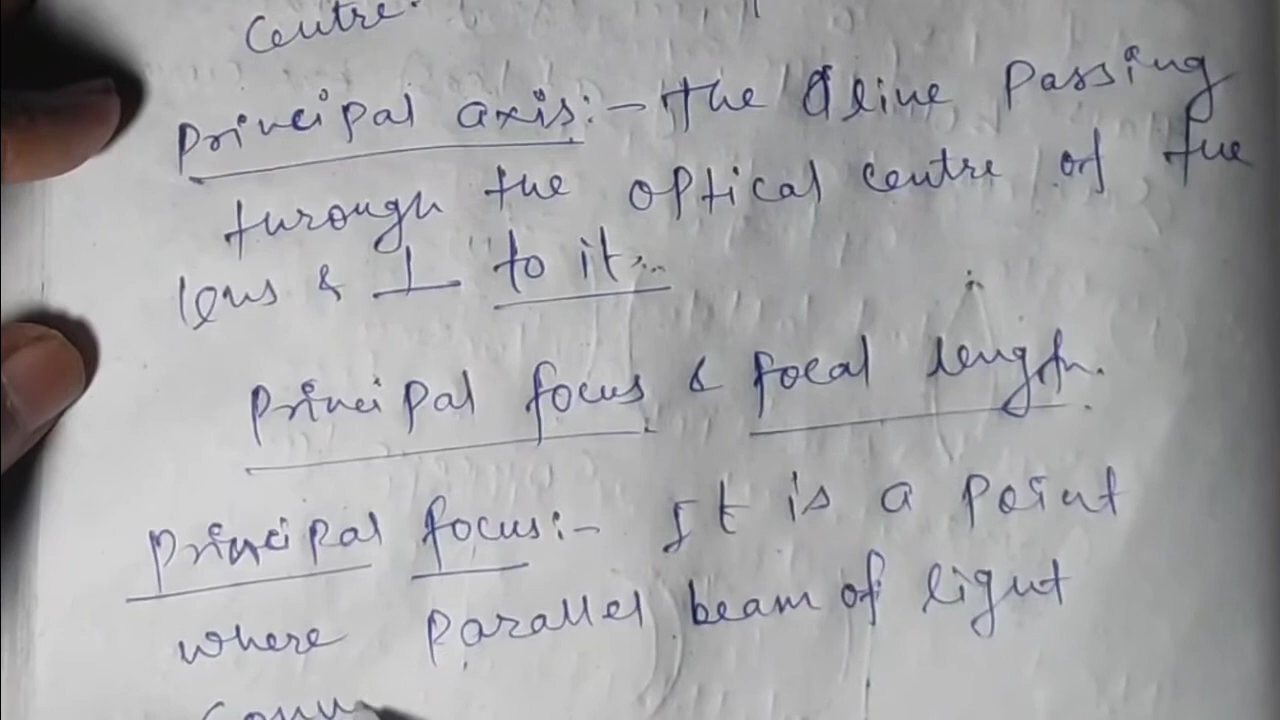 Centre.
Principal axis:- The line passing
through the optical centre of the
lens & ⊥ to it.
Principal focus & focal length.
Principal focus:- It is a point
where parallel beam of light